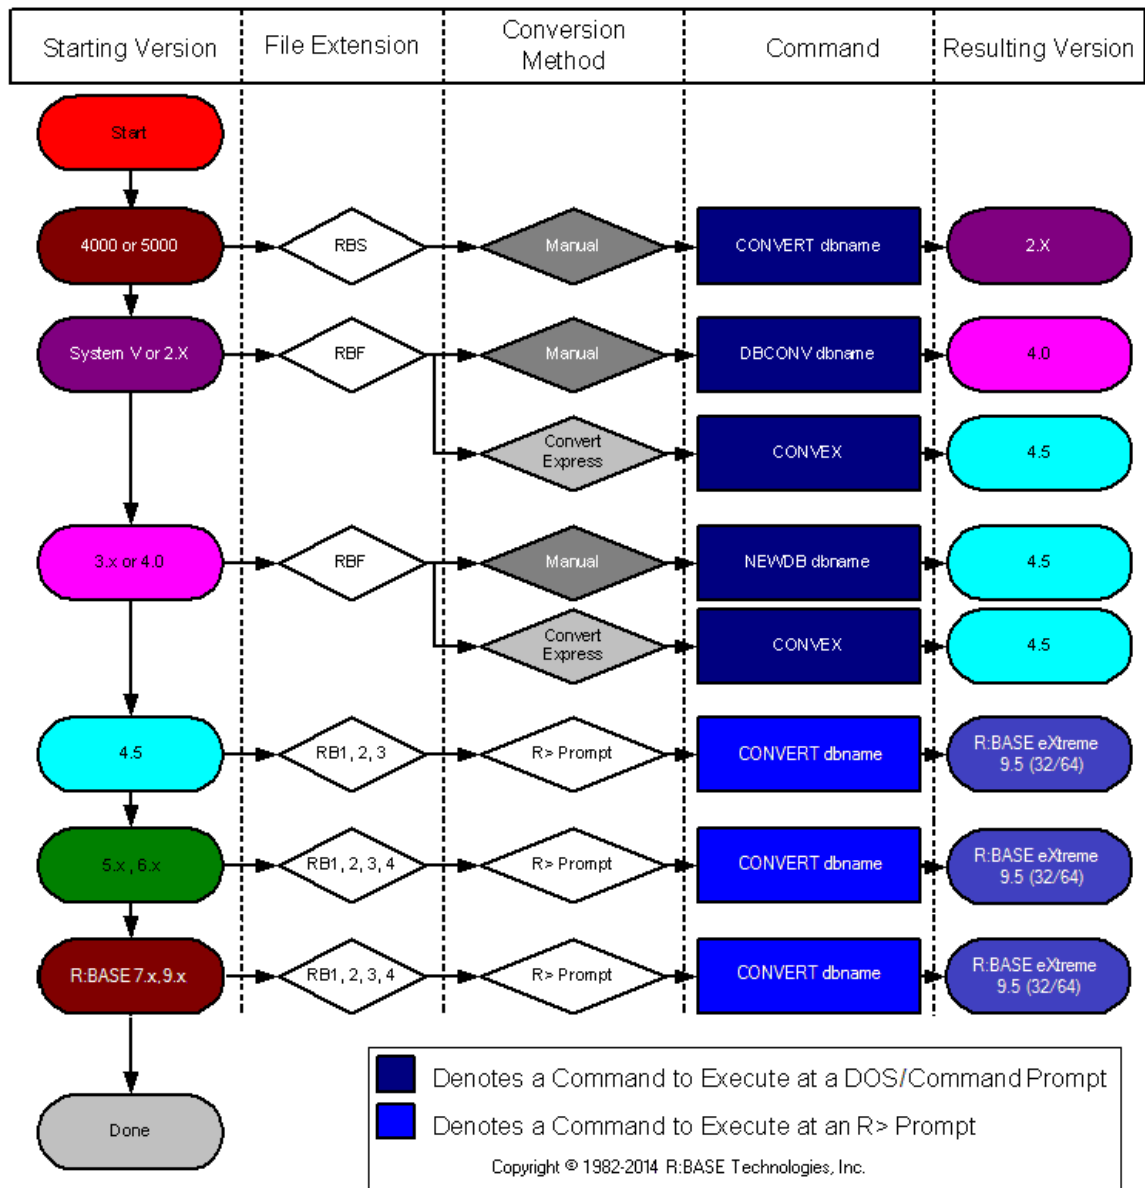 Starting Version
File Extension
Conversion
Method
Command
Resulting Version
Start
4000 or 5000
RBS
Manual
CONVERT dbname
2.X
System V or 2.X
RBF
Manual
DBCONV dbname
4.0
Convert
Express
CONVEX
4.5
3.x or 4.0
RBF
Manual
NEWDB dbname
4.5
Convert
Express
CONVEX
4.5
4.5
RB1, 2, 3
R> Prompt
CONVERT dbname
R:BASE eXtreme
9.5 (32/64)
5.x , 6.x
RB1, 2, 3, 4
R> Prompt
CONVERT dbname
R:BASE eXtreme
9.5 (32/64)
R:BASE 7.x, 9.x
RB1, 2, 3, 4
R> Prompt
CONVERT dbname
R:BASE eXtreme
9.5 (32/64)
Done
Denotes a Command to Execute at a DOS/Command Prompt
Denotes a Command to Execute at an R> Prompt
Copyright © 1982-2014 R:BASE Technologies, Inc.